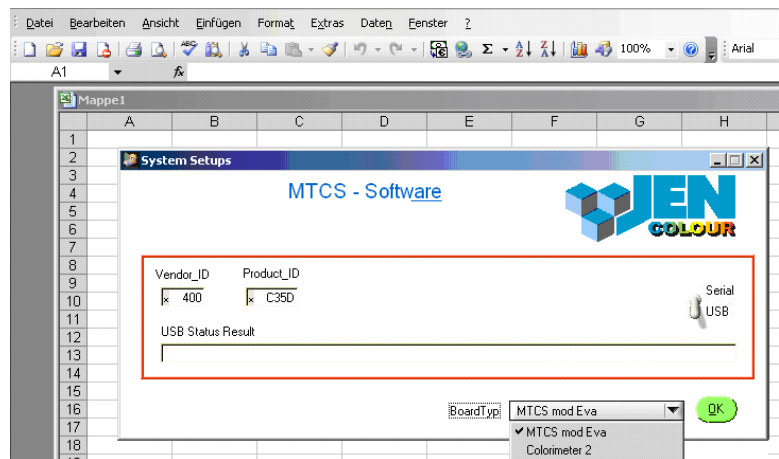 Datei Bearbeiten Ansicht Einfügen Format Extras Daten Fenster ?
ABC Σ A Z Z A 100% ? Arial
A1 fx
Mappe1
A B C D E F G H
1
2
System Setups
3
4
MTCS - Software
JEN
COLOUR
5
6
7
8
9
Vendor_ID Product_ID
10
x 400 x C35D
Serial
USB
11
12
USB Status Result
13
14
15
16
BoardTyp MTCS mod Eva OK
17
✔MTCS mod Eva
18
Colorimeter 2